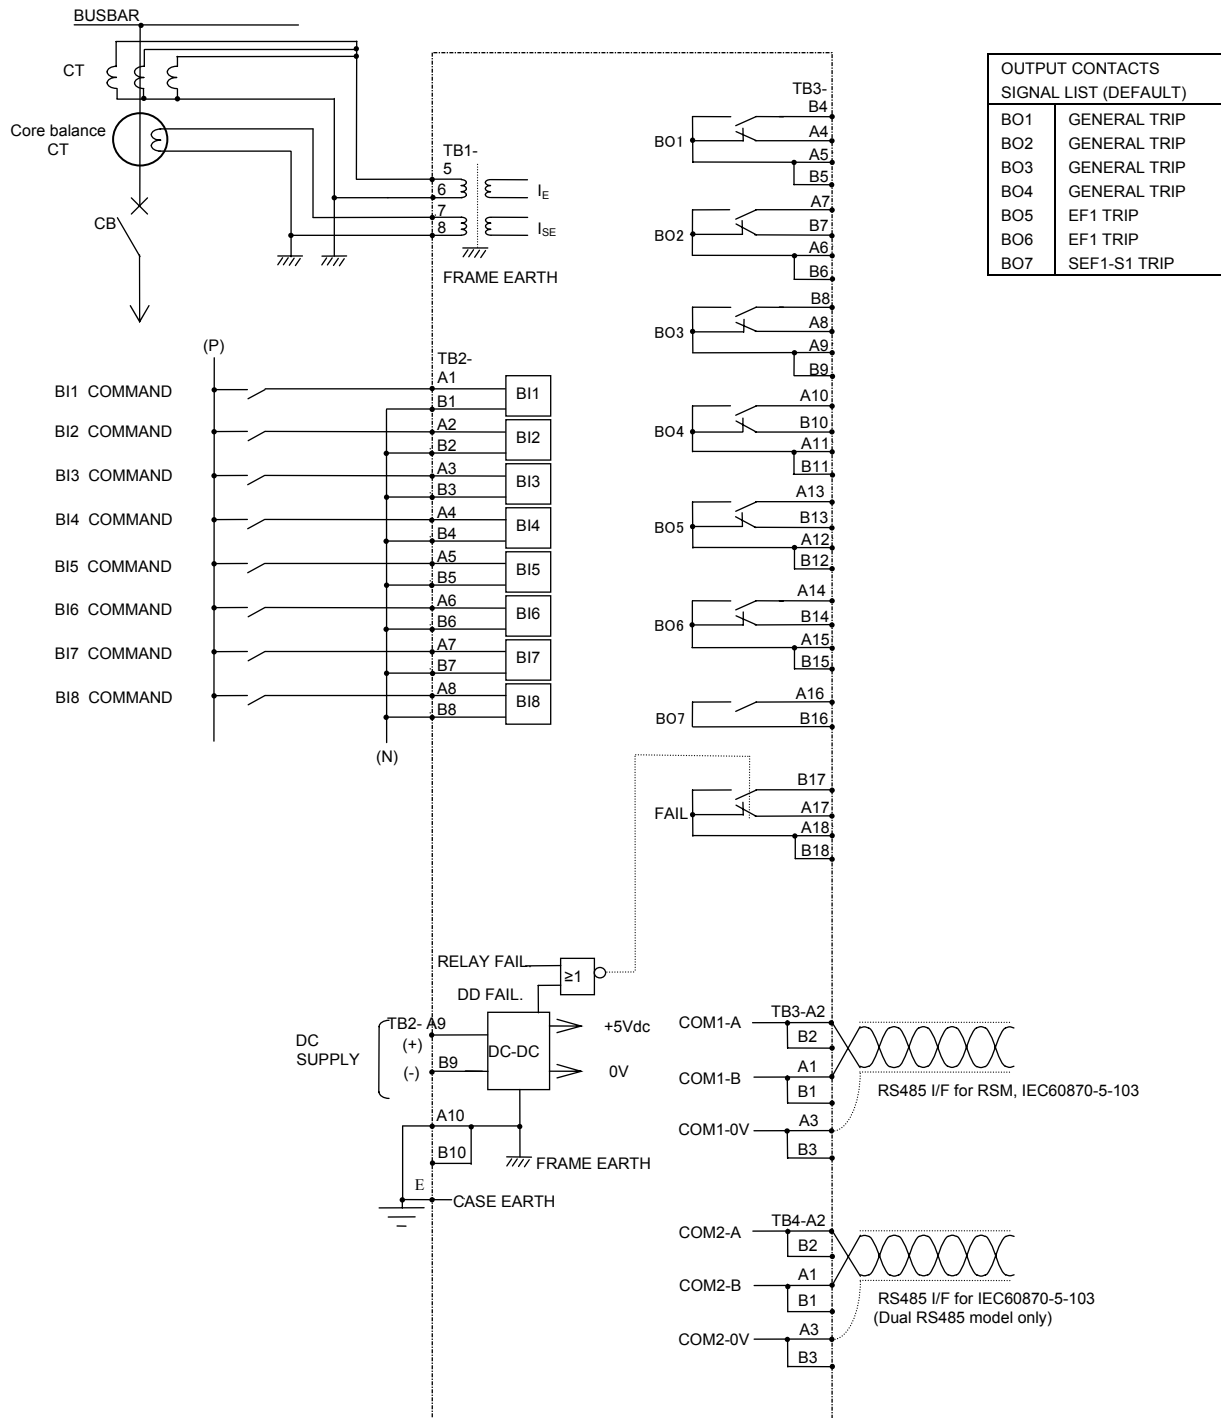 BUSBAR
CT
Core balance
CT
CB
TB1-
5
6
7
8
IE
ISE
FRAME EARTH
OUTPUT CONTACTS
SIGNAL LIST (DEFAULT)
BO1 GENERAL TRIP
BO2 GENERAL TRIP
BO3 GENERAL TRIP
BO4 GENERAL TRIP
BO5 EF1 TRIP
BO6 EF1 TRIP
BO7 SEF1-S1 TRIP
(P)
TB2-
BI1 COMMAND
A1
B1
BI1
BI2 COMMAND
A2
B2
BI2
BI3 COMMAND
A3
B3
BI3
BI4 COMMAND
A4
B4
BI4
BI5 COMMAND
A5
B5
BI5
BI6 COMMAND
A6
B6
BI6
BI7 COMMAND
A7
B7
BI7
BI8 COMMAND
A8
B8
BI8
(N)
TB3-
BO1
B4
A4
A5
B5
BO2
A7
B7
A6
B6
BO3
B8
A8
A9
B9
BO4
A10
B10
A11
B11
BO5
A13
B13
A12
B12
BO6
A14
B14
A15
B15
BO7
A16
B16
FAIL
B17
A17
A18
B18
RELAY FAIL.
≥1
DD FAIL.
DC
SUPPLY
TB2- A9
(+)
B9
(-)
DC-DC
+5Vdc
0V
A10
B10
FRAME EARTH
E
CASE EARTH
COM1-A
TB3-A2
B2
COM1-B
A1
B1
COM1-0V
A3
B3
RS485 I/F for RSM, IEC60870-5-103
COM2-A
TB4-A2
B2
COM2-B
A1
B1
COM2-0V
A3
B3
RS485 I/F for IEC60870-5-103
(Dual RS485 model only)